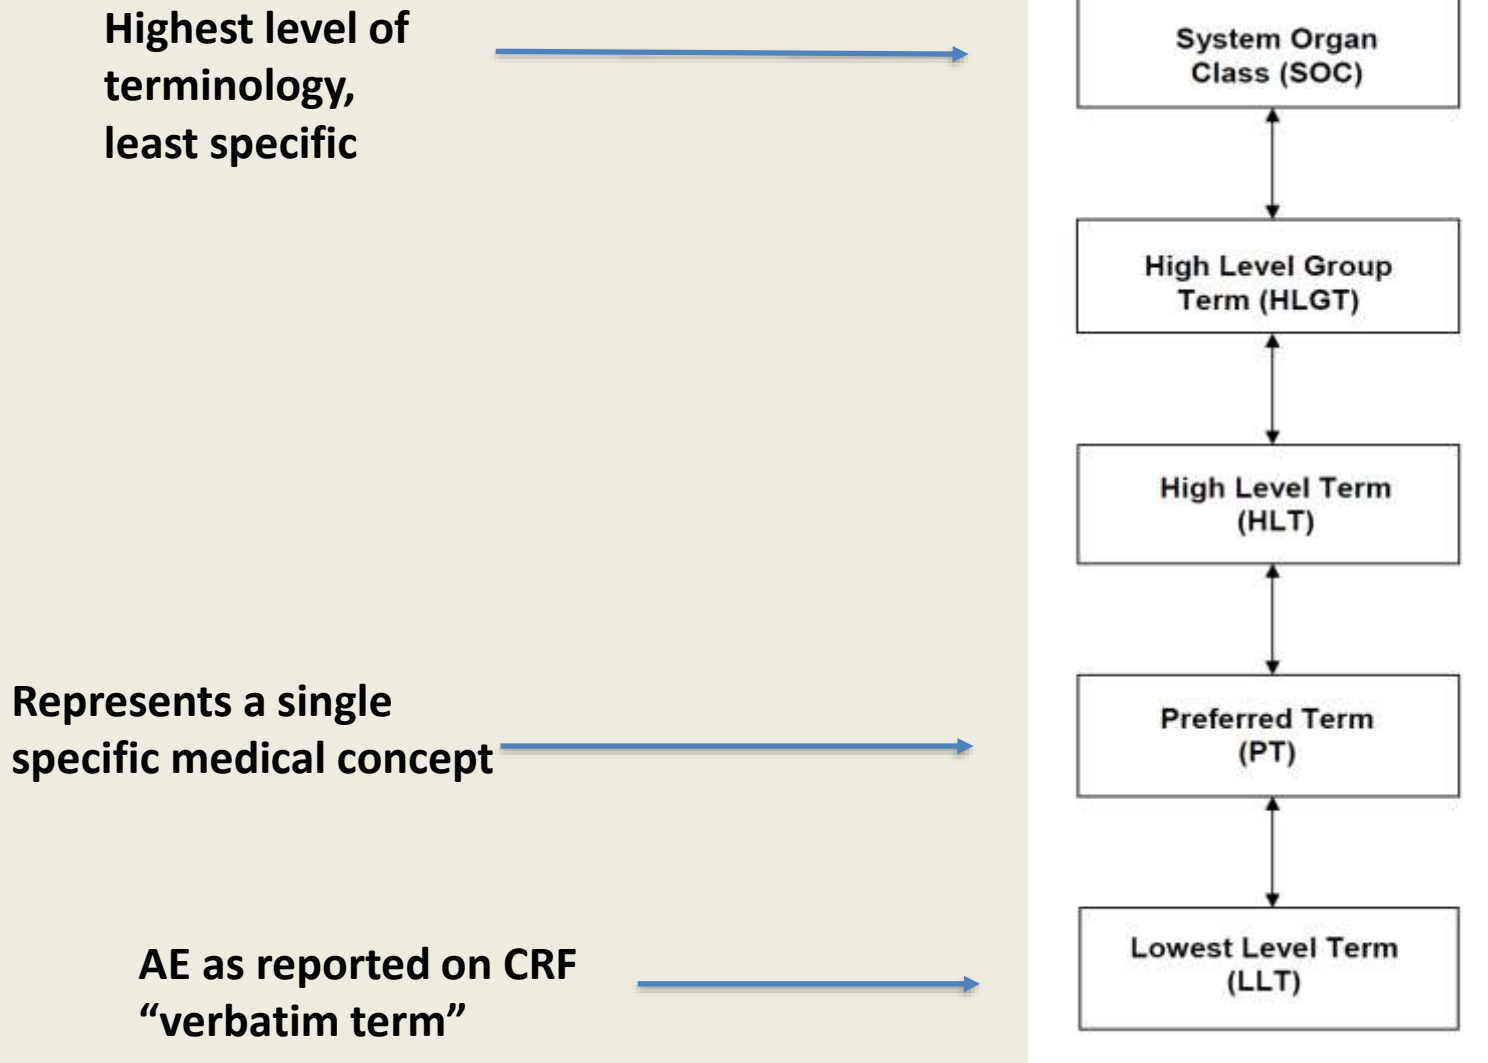 Highest level of
terminology,
least specific
System Organ
Class (SOC)
High Level Group
Term (HLGT)
High Level Term
(HLT)
Represents a single
specific medical concept
Preferred Term
(PT)
AE as reported on CRF
“verbatim term”
Lowest Level Term
(LLT)